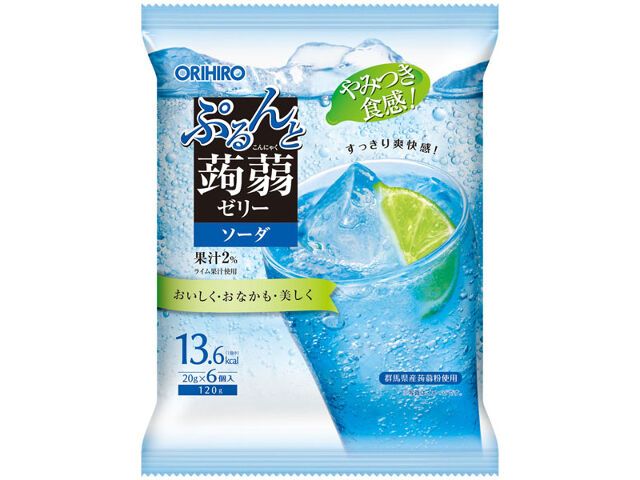 ORIHIRO
やみつき
食感!
ぷるんと
こんにゃく
蒟蒻
ゼリー
ソーダ
すっきり爽快感!
果汁2%
ライム果汁使用
おいしく・おなかも・美しく
13.6kcal
20g×6個入
120g
群馬県産蒟蒻粉使用